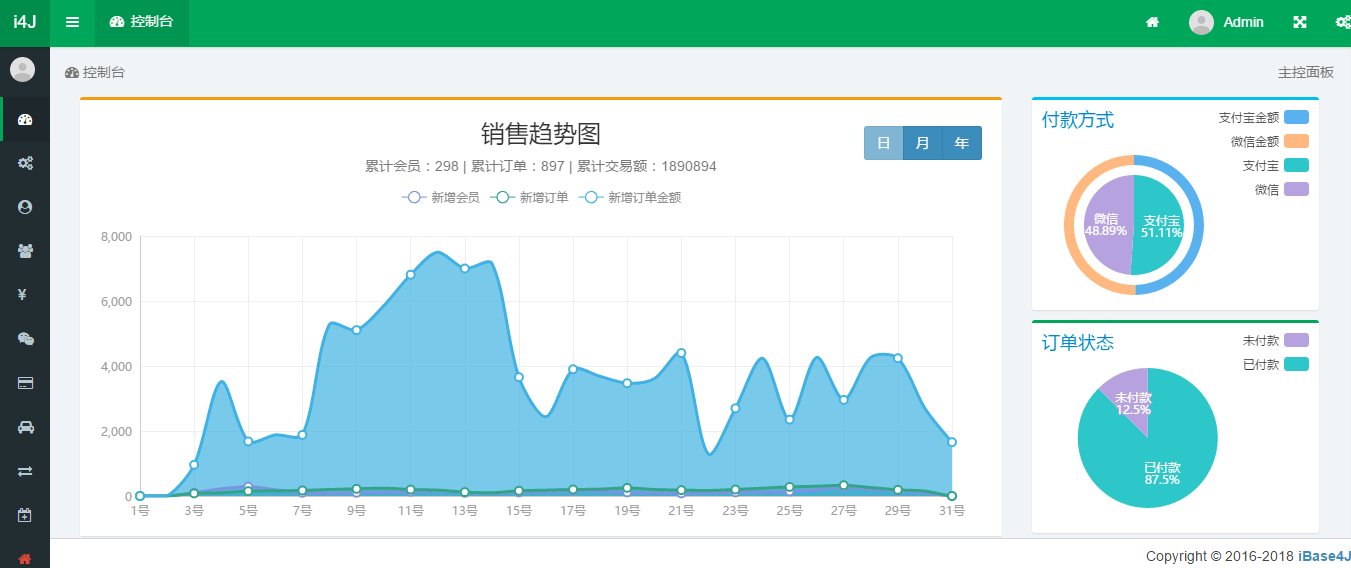 i4J 控制台 Admin
控制台 主控面板
销售趋势图
日 月 年
累计会员：298 | 累计订单：897 | 累计交易额：1890894
新增会员 新增订单 新增订单金额
8,000
6,000
4,000
2,000
0
1号 3号 5号 7号 9号 11号 13号 15号 17号 19号 21号 23号 25号 27号 29号 31号
付款方式
支付宝金额
微信金额
支付宝
微信
微信
48.89%
支付宝
51.11%
订单状态
未付款
已付款
未付款
12.5%
已付款
87.5%
¥
Copyright © 2016-2018 iBase4J